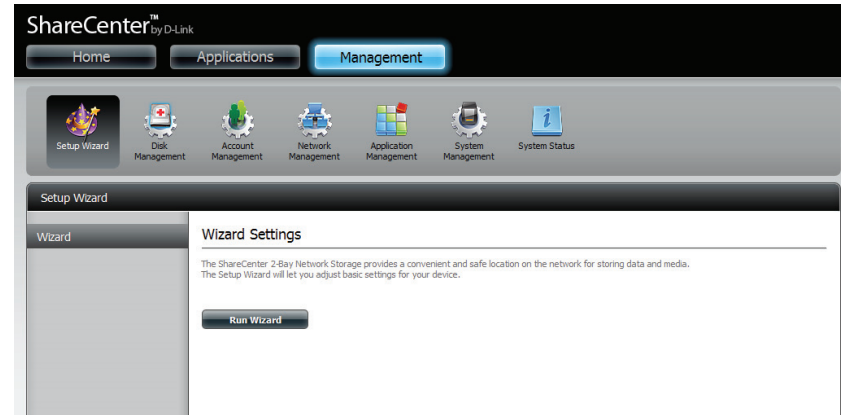 ShareCenter™ by D-Link
Home Applications Management
Setup Wizard Disk Management Account Management Network Management Application Management System Management System Status
Setup Wizard
Wizard
Wizard Settings
The ShareCenter 2-Bay Network Storage provides a convenient and safe location on the network for storing data and media.
The Setup Wizard will let you adjust basic settings for your device.
Run Wizard